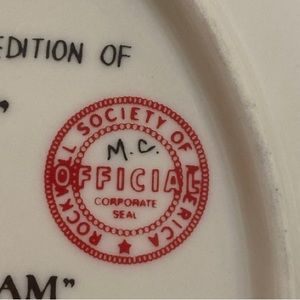 EDITION OF
”
ROCKWELL SOCIETY OF AMERICA
M.C.
OFFICIAL
CORPORATE
SEAL
AM”